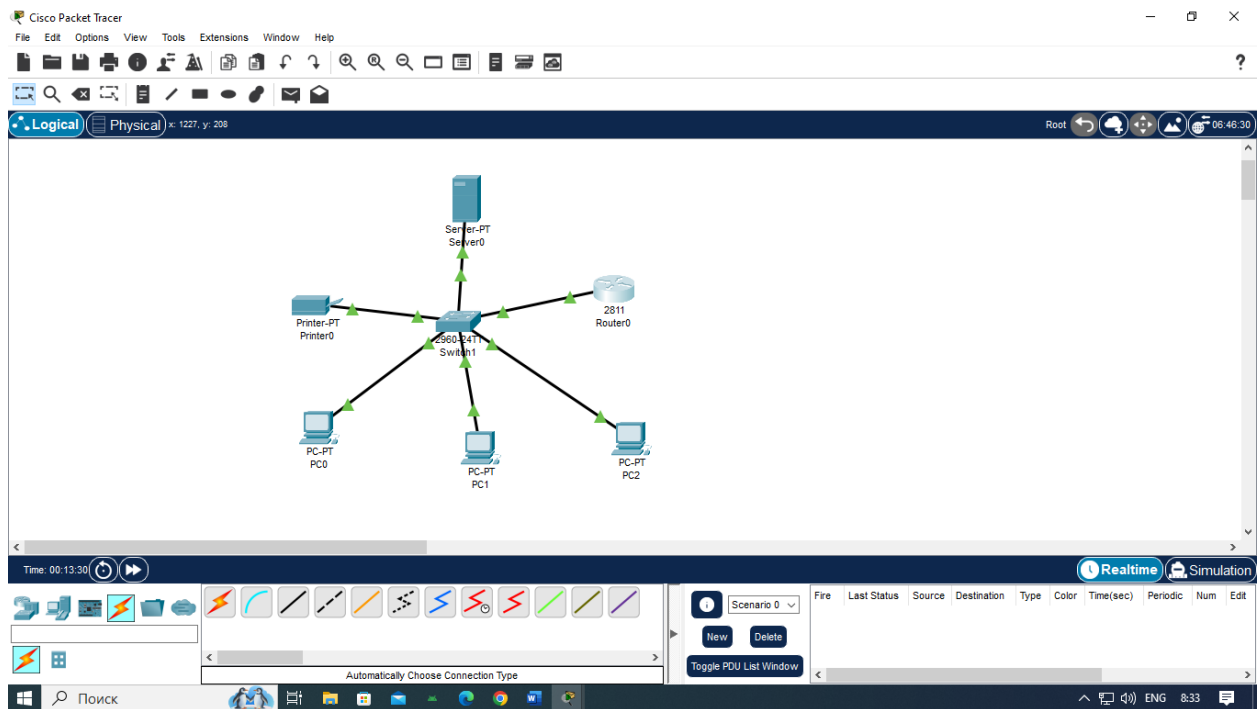 Cisco Packet Tracer
File Edit Options View Tools Extensions Window Help
?
Logical Physical x: 1227, y: 208 Root 06:46:30
Server-PT
Server0
2811
Router0
Printer-PT
Printer0
2960-24TT
Switch1
PC-PT
PC0
PC-PT
PC1
PC-PT
PC2
Time: 00:13:30 Realtime Simulation
Scenario 0 Fire Last Status Source Destination Type Color Time(sec) Periodic Num Edit
New Delete
Toggle PDU List Window
Automatically Choose Connection Type
Поиск ENG 8:33